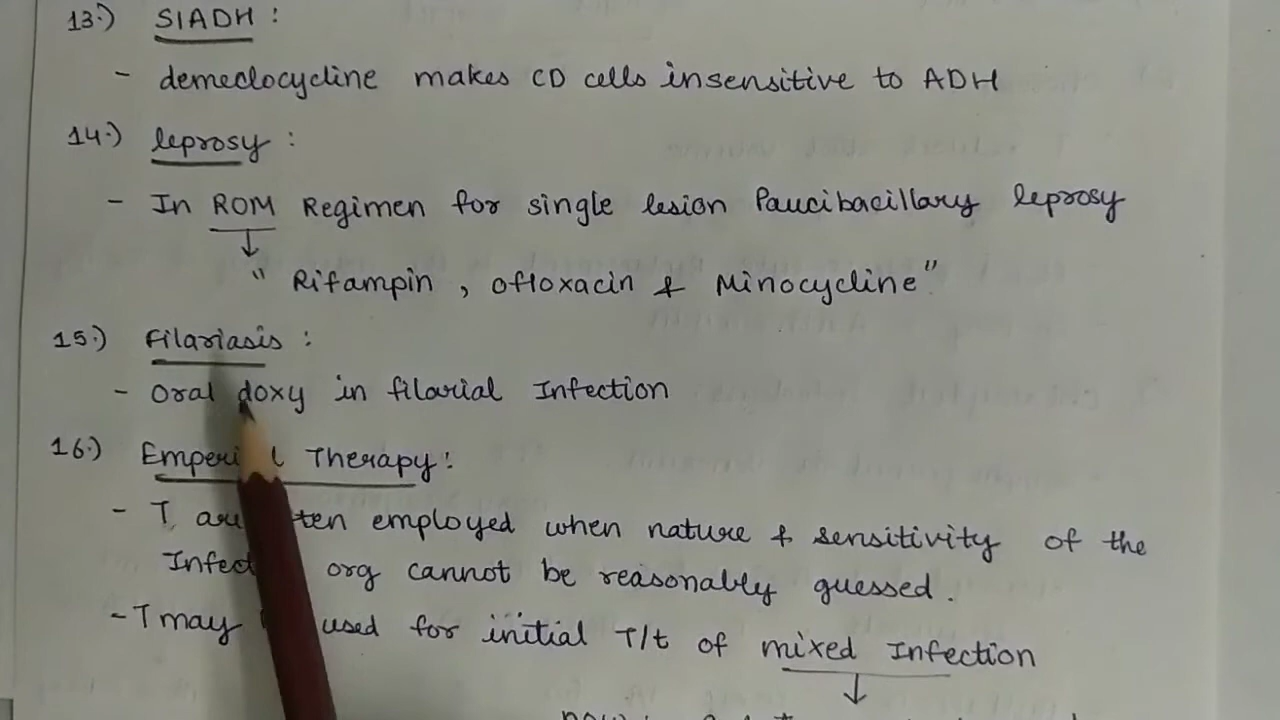 13.) SIADH :
- demeclocycline makes CD cells insensitive to ADH
14.) leprosy :
- In ROM Regimen for single lesion Paucibacillary leprosy
" Rifampin , Ofloxacin & Minocycline "
15.) Filariasis :
- Oral doxy in filarial Infection
16.) Therapy :
- T employed when nature & sensitivity of the
org cannot be reasonably guessed .
- T may used for initial T/t of mixed Infection